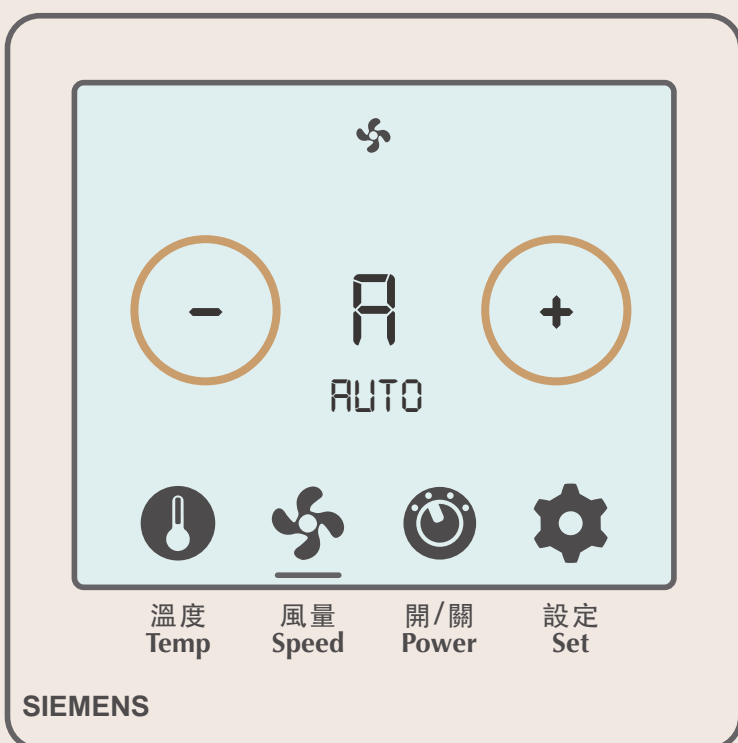 -
A
+
AUTO
溫度 風量 開/關 設定
Temp Speed Power Set
SIEMENS